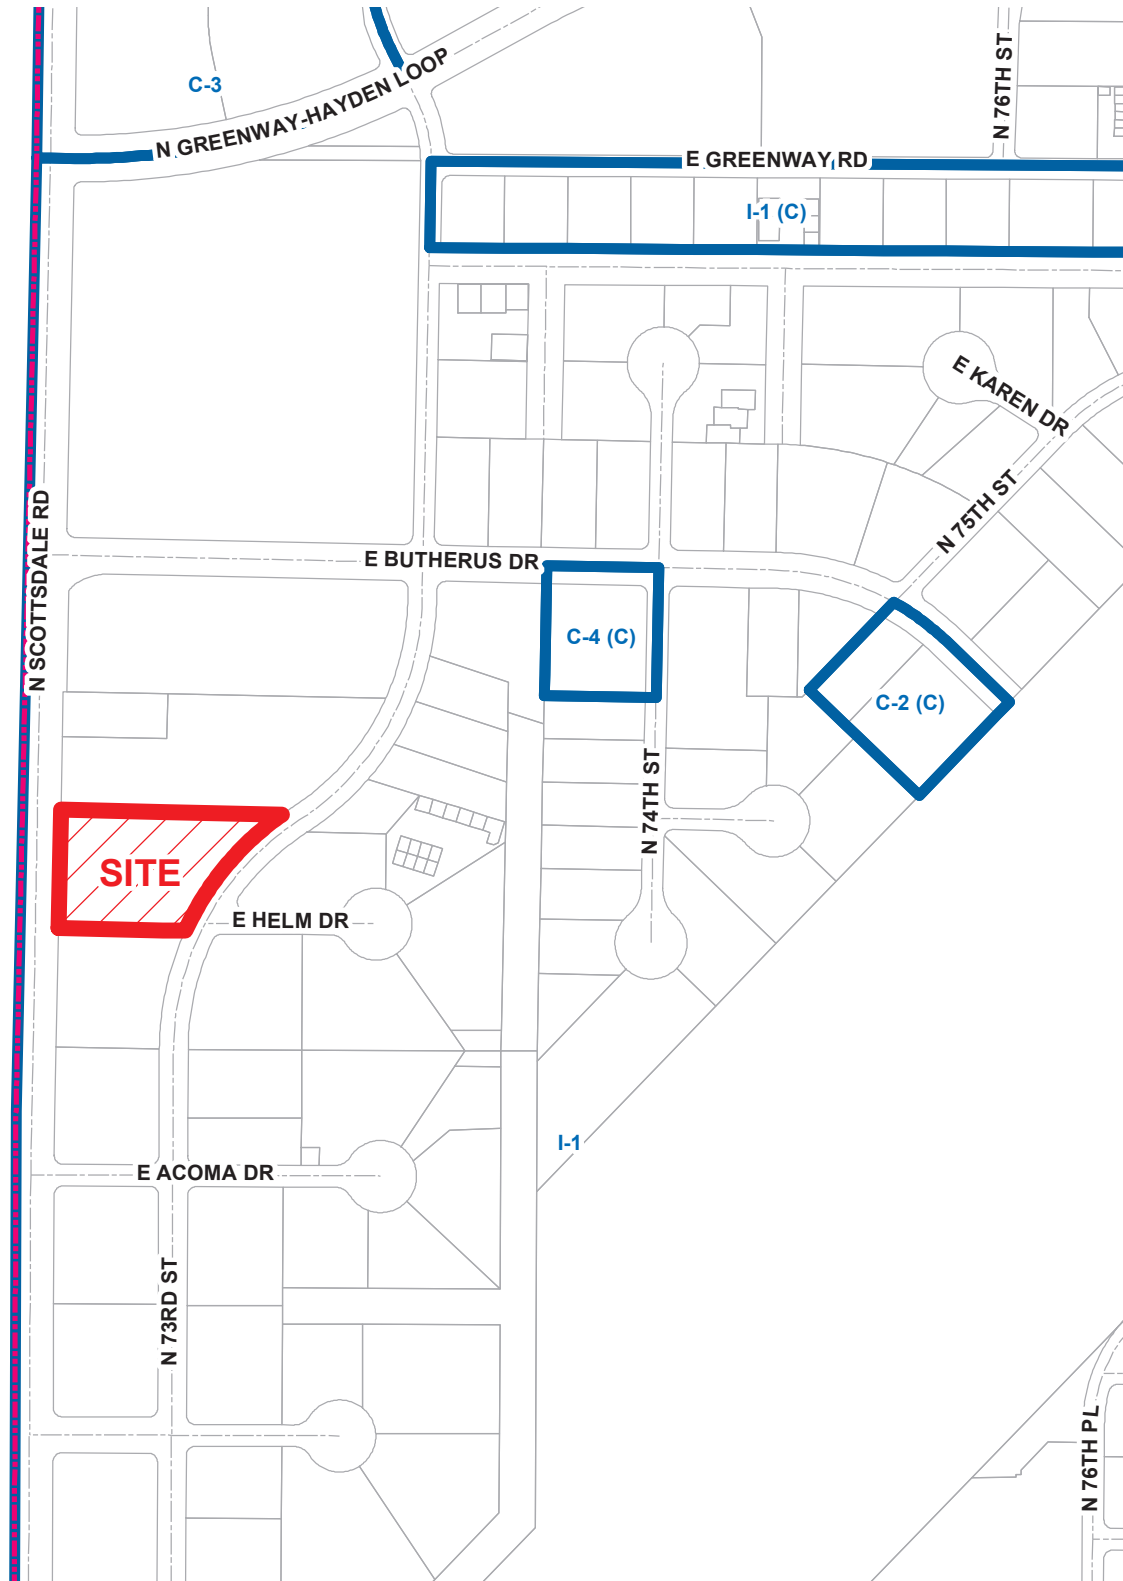 N 76TH ST
C-3
N GREENWAY-HAYDEN LOOP
E GREENWAY RD
I-1 (C)
E KAREN DR
N 75TH ST
N SCOTTSDALE RD
E BUTHERUS DR
C-4 (C)
C-2 (C)
N 74TH ST
SITE
E HELM DR
I-1
E ACOMA DR
N 73RD ST
N 76TH PL